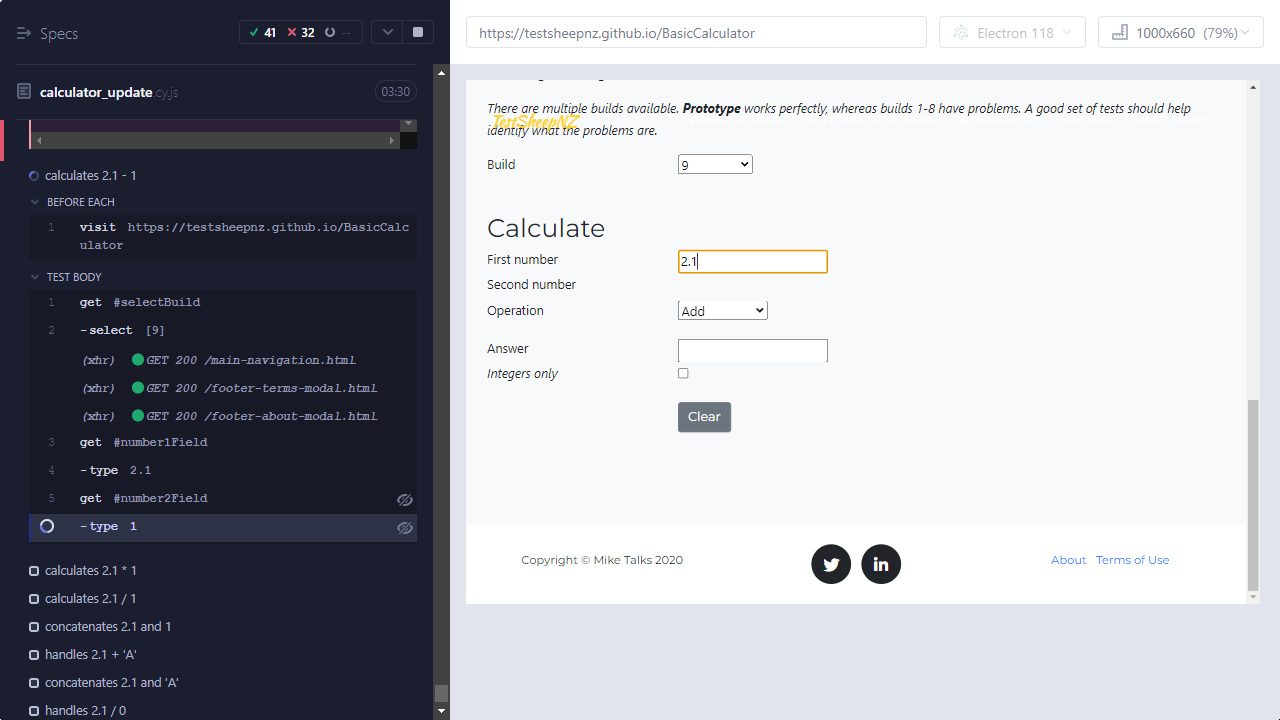 Specs
41
32
--
calculator_update.cy.js
03:30
calculates 2.1 - 1
BEFORE EACH
1 visit https://testsheepnz.github.io/BasicCalc
ulator
TEST BODY
1 get #selectBuild
2 -select [9]
(xhr) GET 200 /main-navigation.html
(xhr) GET 200 /footer-terms-modal.html
(xhr) GET 200 /footer-about-modal.html
3 get #number1Field
4 -type 2.1
5 get #number2Field
-type 1
calculates 2.1 * 1
calculates 2.1 / 1
concatenates 2.1 and 1
handles 2.1 + 'A'
concatenates 2.1 and 'A'
handles 2.1 / 0
https://testsheepnz.github.io/BasicCalculator
Electron 118
1000x660 (79%)
There are multiple builds available. Prototype works perfectly, whereas builds 1-8 have problems. A good set of tests should help
TestSheepNZ
identify what the problems are.
Build
9
Calculate
First number
2.1
Second number
Operation
Add
Answer
Integers only
Clear
Copyright © Mike Talks 2020
in
About Terms of Use